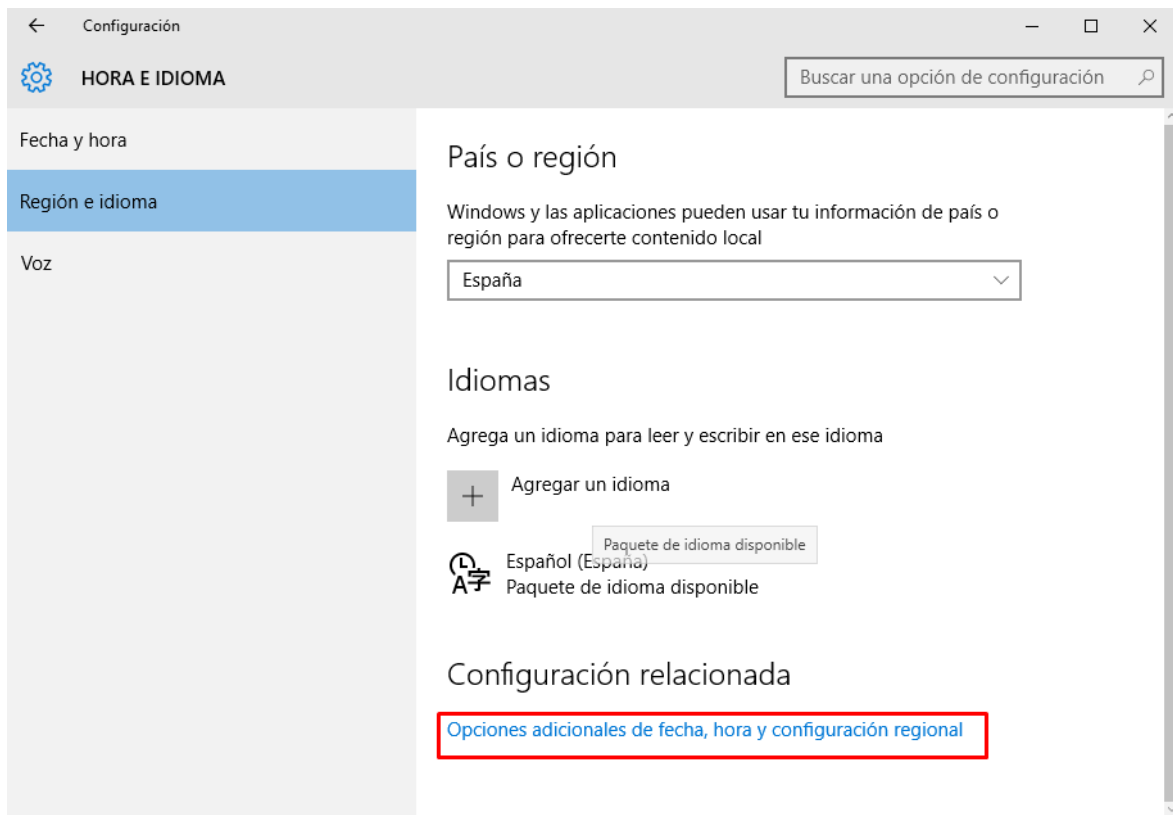 Configuración
HORA E IDIOMA
Buscar una opción de configuración
Fecha y hora
Región e idioma
Voz
País o región
Windows y las aplicaciones pueden usar tu información de país o
región para ofrecerte contenido local
España
Idiomas
Agrega un idioma para leer y escribir en ese idioma
Agregar un idioma
Paquete de idioma disponible
Español (España)
Paquete de idioma disponible
Configuración relacionada
Opciones adicionales de fecha, hora y configuración regional